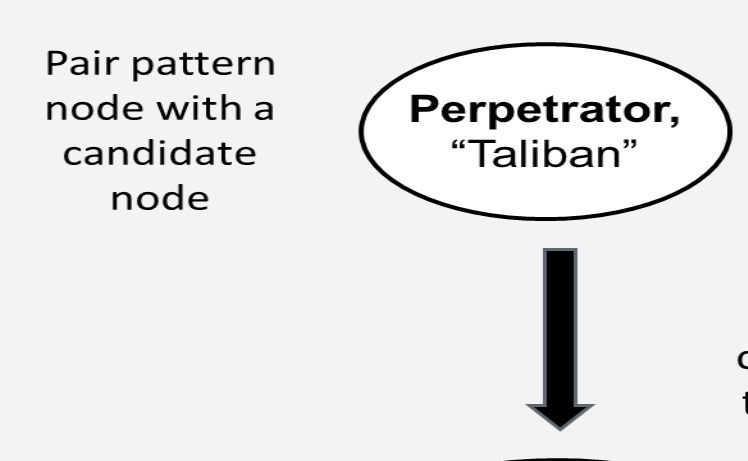 Pair pattern
node with a
candidate
node
Perpetrator,
“Taliban”